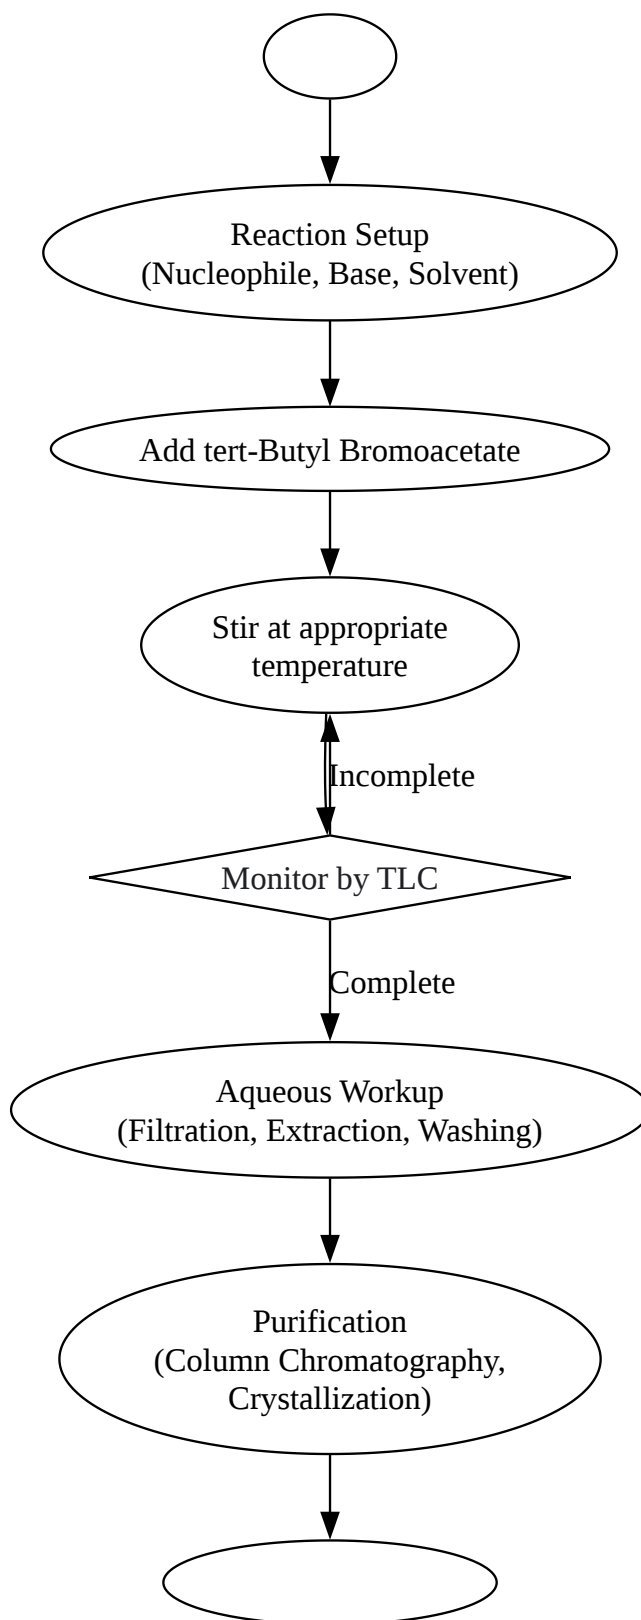 Reaction Setup
(Nucleophile, Base, Solvent)
Add tert-Butyl Bromoacetate
Stir at appropriate
temperature
Incomplete
Monitor by TLC
Complete
Aqueous Workup
(Filtration, Extraction, Washing)
Purification
(Column Chromatography,
Crystallization)